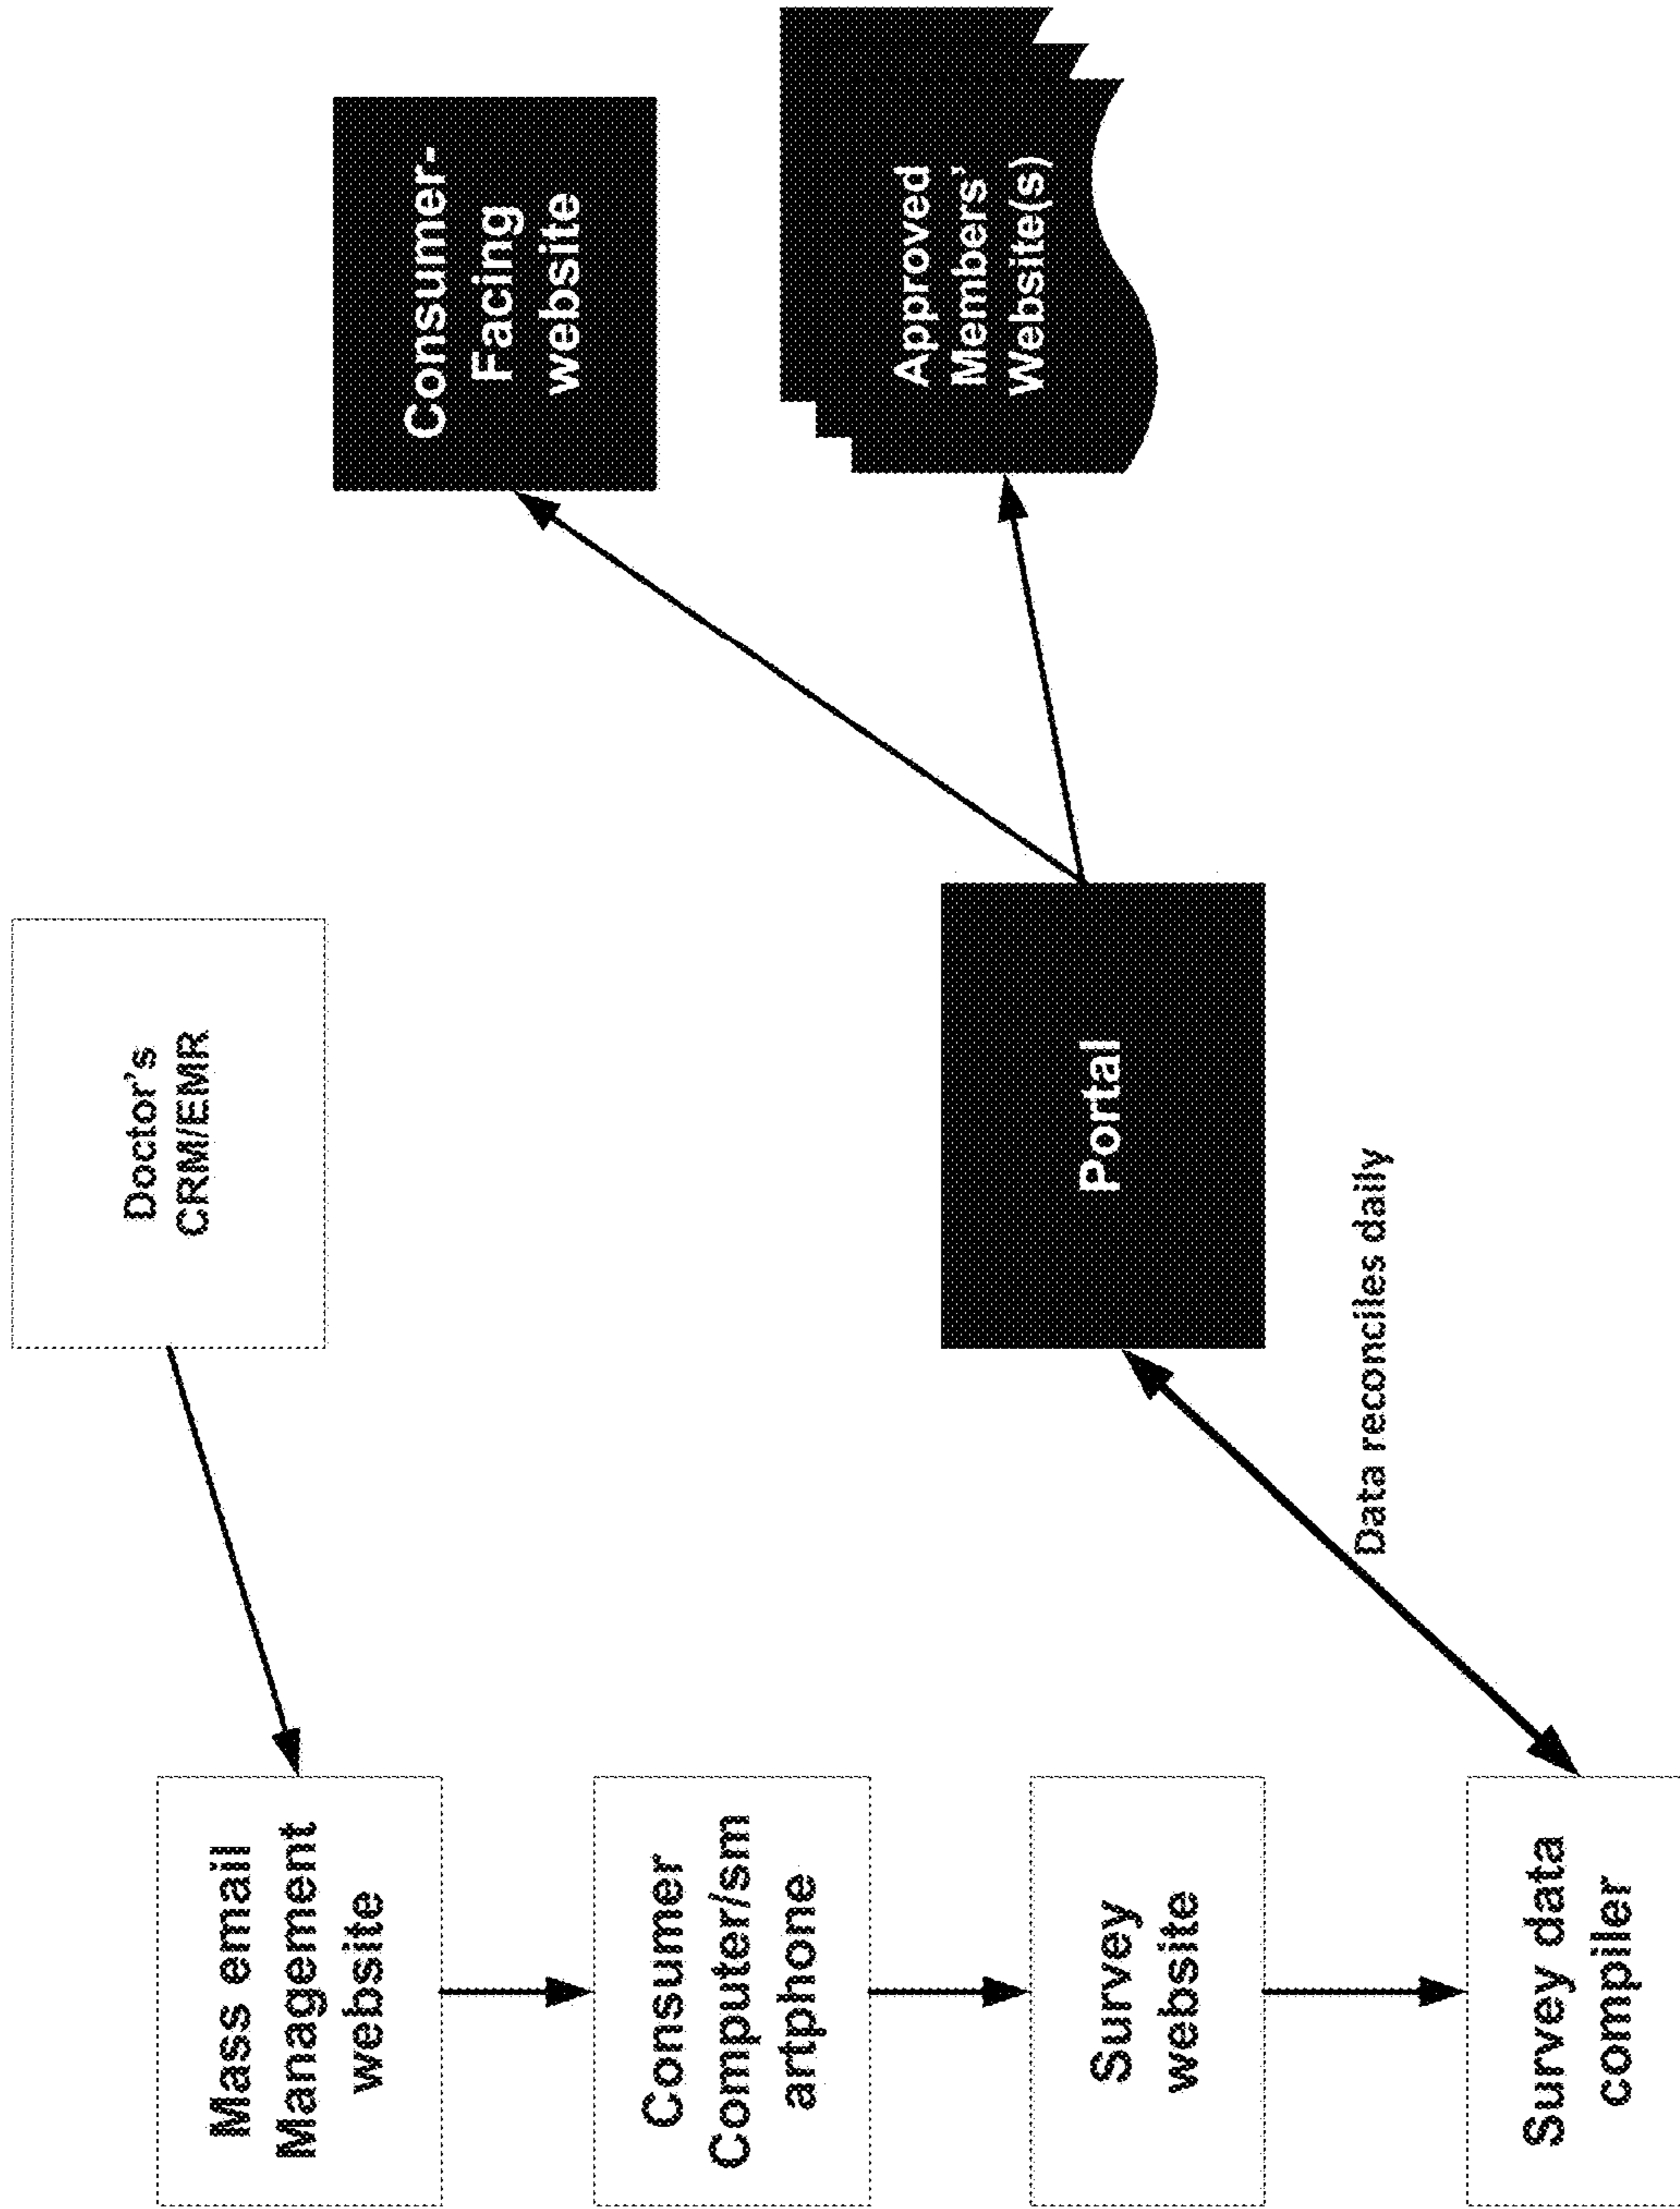 Doctor's
CRM/EMR
Mass email
Management
website
Consumer
Computer/sm
artphone
Survey
website
Survey data
compiler
Data reconciles daily
Portal
Consumer-
Facing
website
Approved
Members'
Website(s)